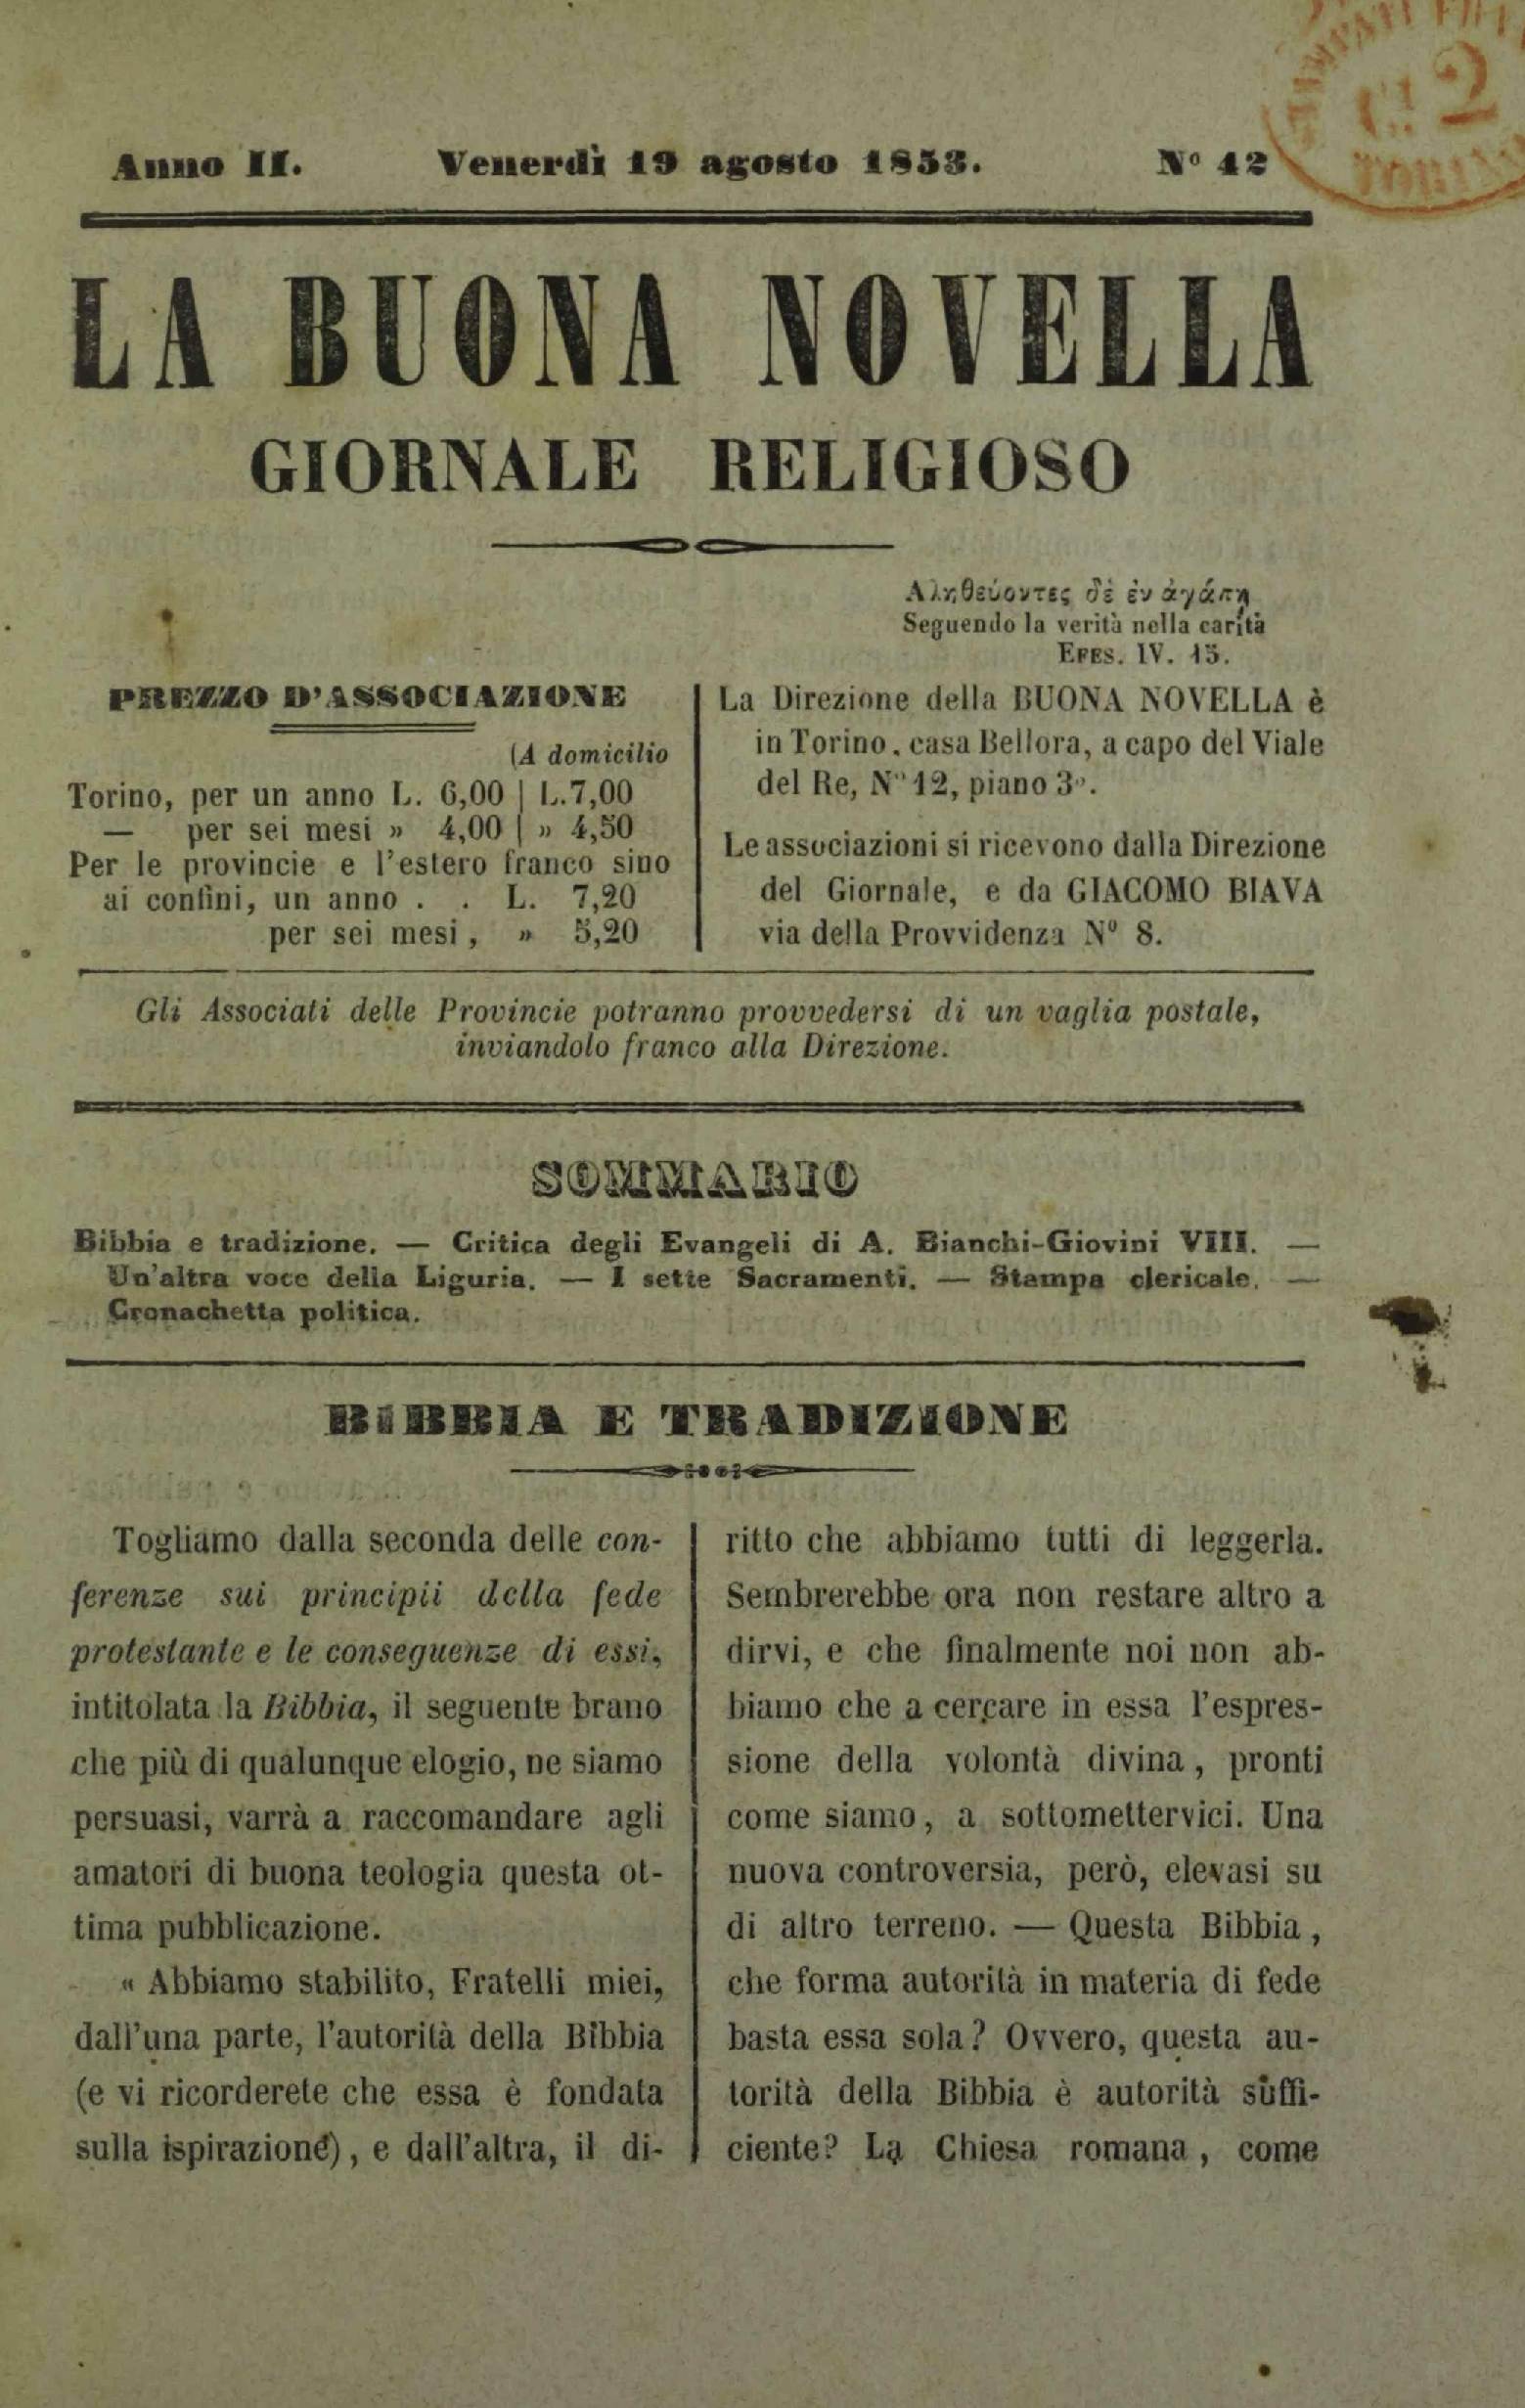 Anno II. Venerdì 19 agosto 1853. Nº 42
C.I 2
TORINO
LA BUONA NOVELLA
GIORNALE RELIGIOSO
Αληθεύοντες δὲ ἐν ἀγάπῃ
Seguendo la verità nella carità
EFES. IV. 15.
PREZZO D'ASSOCIAZIONE
(A domicilio
Torino, per un anno L. 6,00 | L.7,00
— per sei mesi » 4,00 | » 4,50
Per le provincie e l'estero franco sino
ai confini, un anno . . L. 7,20
per sei mesi, » 5,20
La Direzione della BUONA NOVELLA è
in Torino, casa Bellora, a capo del Viale
del Re, Nº 12, piano 3º.
Le associazioni si ricevono dalla Direzione
del Giornale, e da GIACOMO BIAVA
via della Provvidenza Nº 8.
Gli Associati delle Provincie potranno provvedersi di un vaglia postale,
inviandolo franco alla Direzione.
SOMMARIO
Bibbia e tradizione. — Critica degli Evangeli di A. Bianchi-Giovini VIII. —
Un'altra voce della Liguria. — I sette Sacramenti. — Stampa clericale. —
Cronachetta politica.
BIBBIA E TRADIZIONE
Togliamo dalla seconda delle con-
ferenze sui principii della fede
protestante e le conseguenze di essi,
intitolata la Bibbia, il seguente brano
che più di qualunque elogio, ne siamo
persuasi, varrà a raccomandare agli
amatori di buona teologia questa ot-
tima pubblicazione.
« Abbiamo stabilito, Fratelli miei,
dall'una parte, l'autorità della Bibbia
(e vi ricorderete che essa è fondata
sulla ispirazione), e dall'altra, il di-
ritto che abbiamo tutti di leggerla.
Sembrerebbe ora non restare altro a
dirvi, e che finalmente noi non ab-
biamo che a cercare in essa l'espres-
sione della volontà divina, pronti
come siamo, a sottomettervici. Una
nuova controversia, però, elevasi su
di altro terreno. — Questa Bibbia,
che forma autorità in materia di fede
basta essa sola? Ovvero, questa au-
torità della Bibbia è autorità suffi-
ciente? La Chiesa romana, come